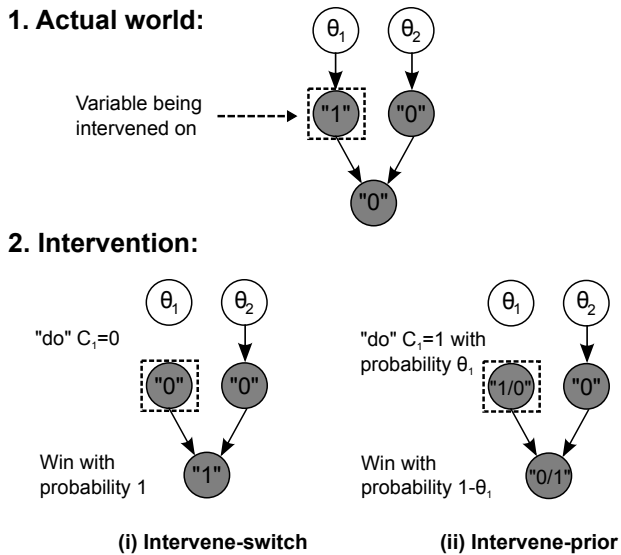 1. Actual world:
θ₁ θ₂
Variable being
intervened on
"1" "0"
"0"
2. Intervention:
θ₁ θ₂
"do" C₁=0
"0" "0"
Win with
probability 1
"1"
(i) Intervene-switch
θ₁ θ₂
"do" C₁=1 with
probability θ₁
"1/0" "0"
Win with
probability 1-θ₁
"0/1"
(ii) Intervene-prior